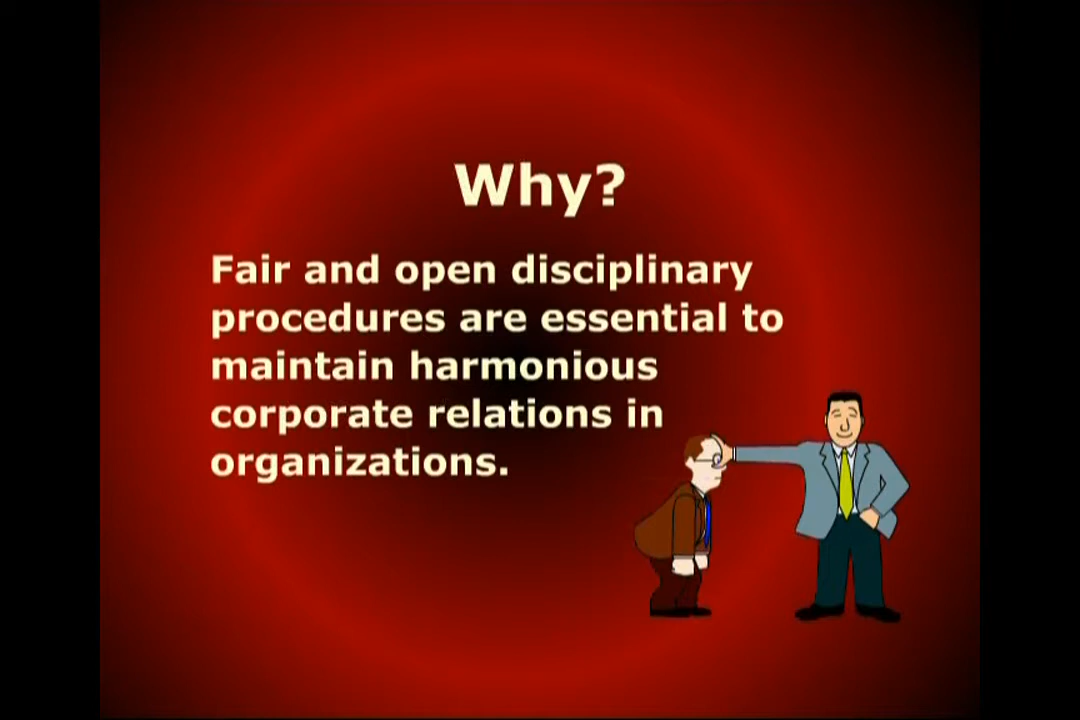 Why?
Fair and open disciplinary
procedures are essential to
maintain harmonious
corporate relations in
organizations.